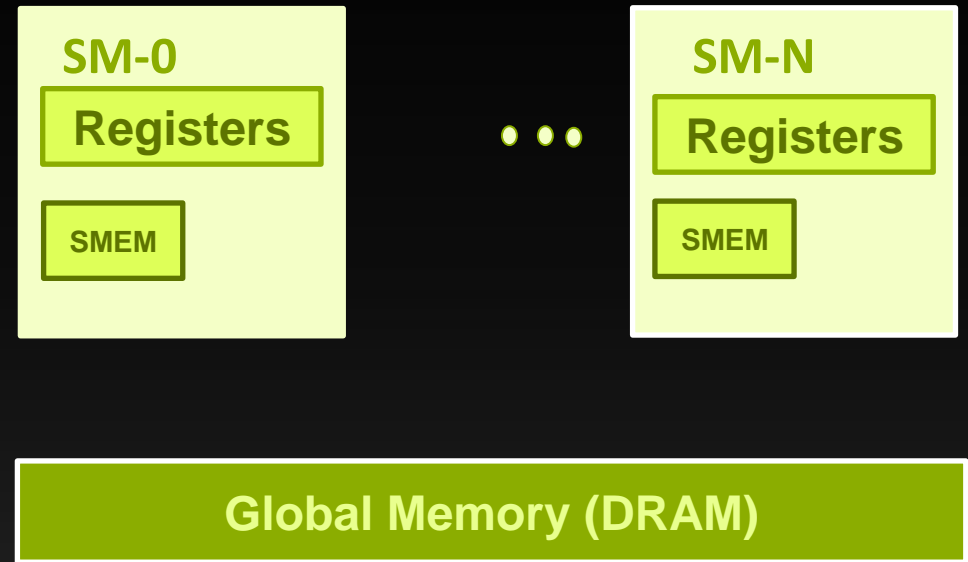 SM-0
Registers
SMEM
SM-N
Registers
SMEM
Global Memory (DRAM)